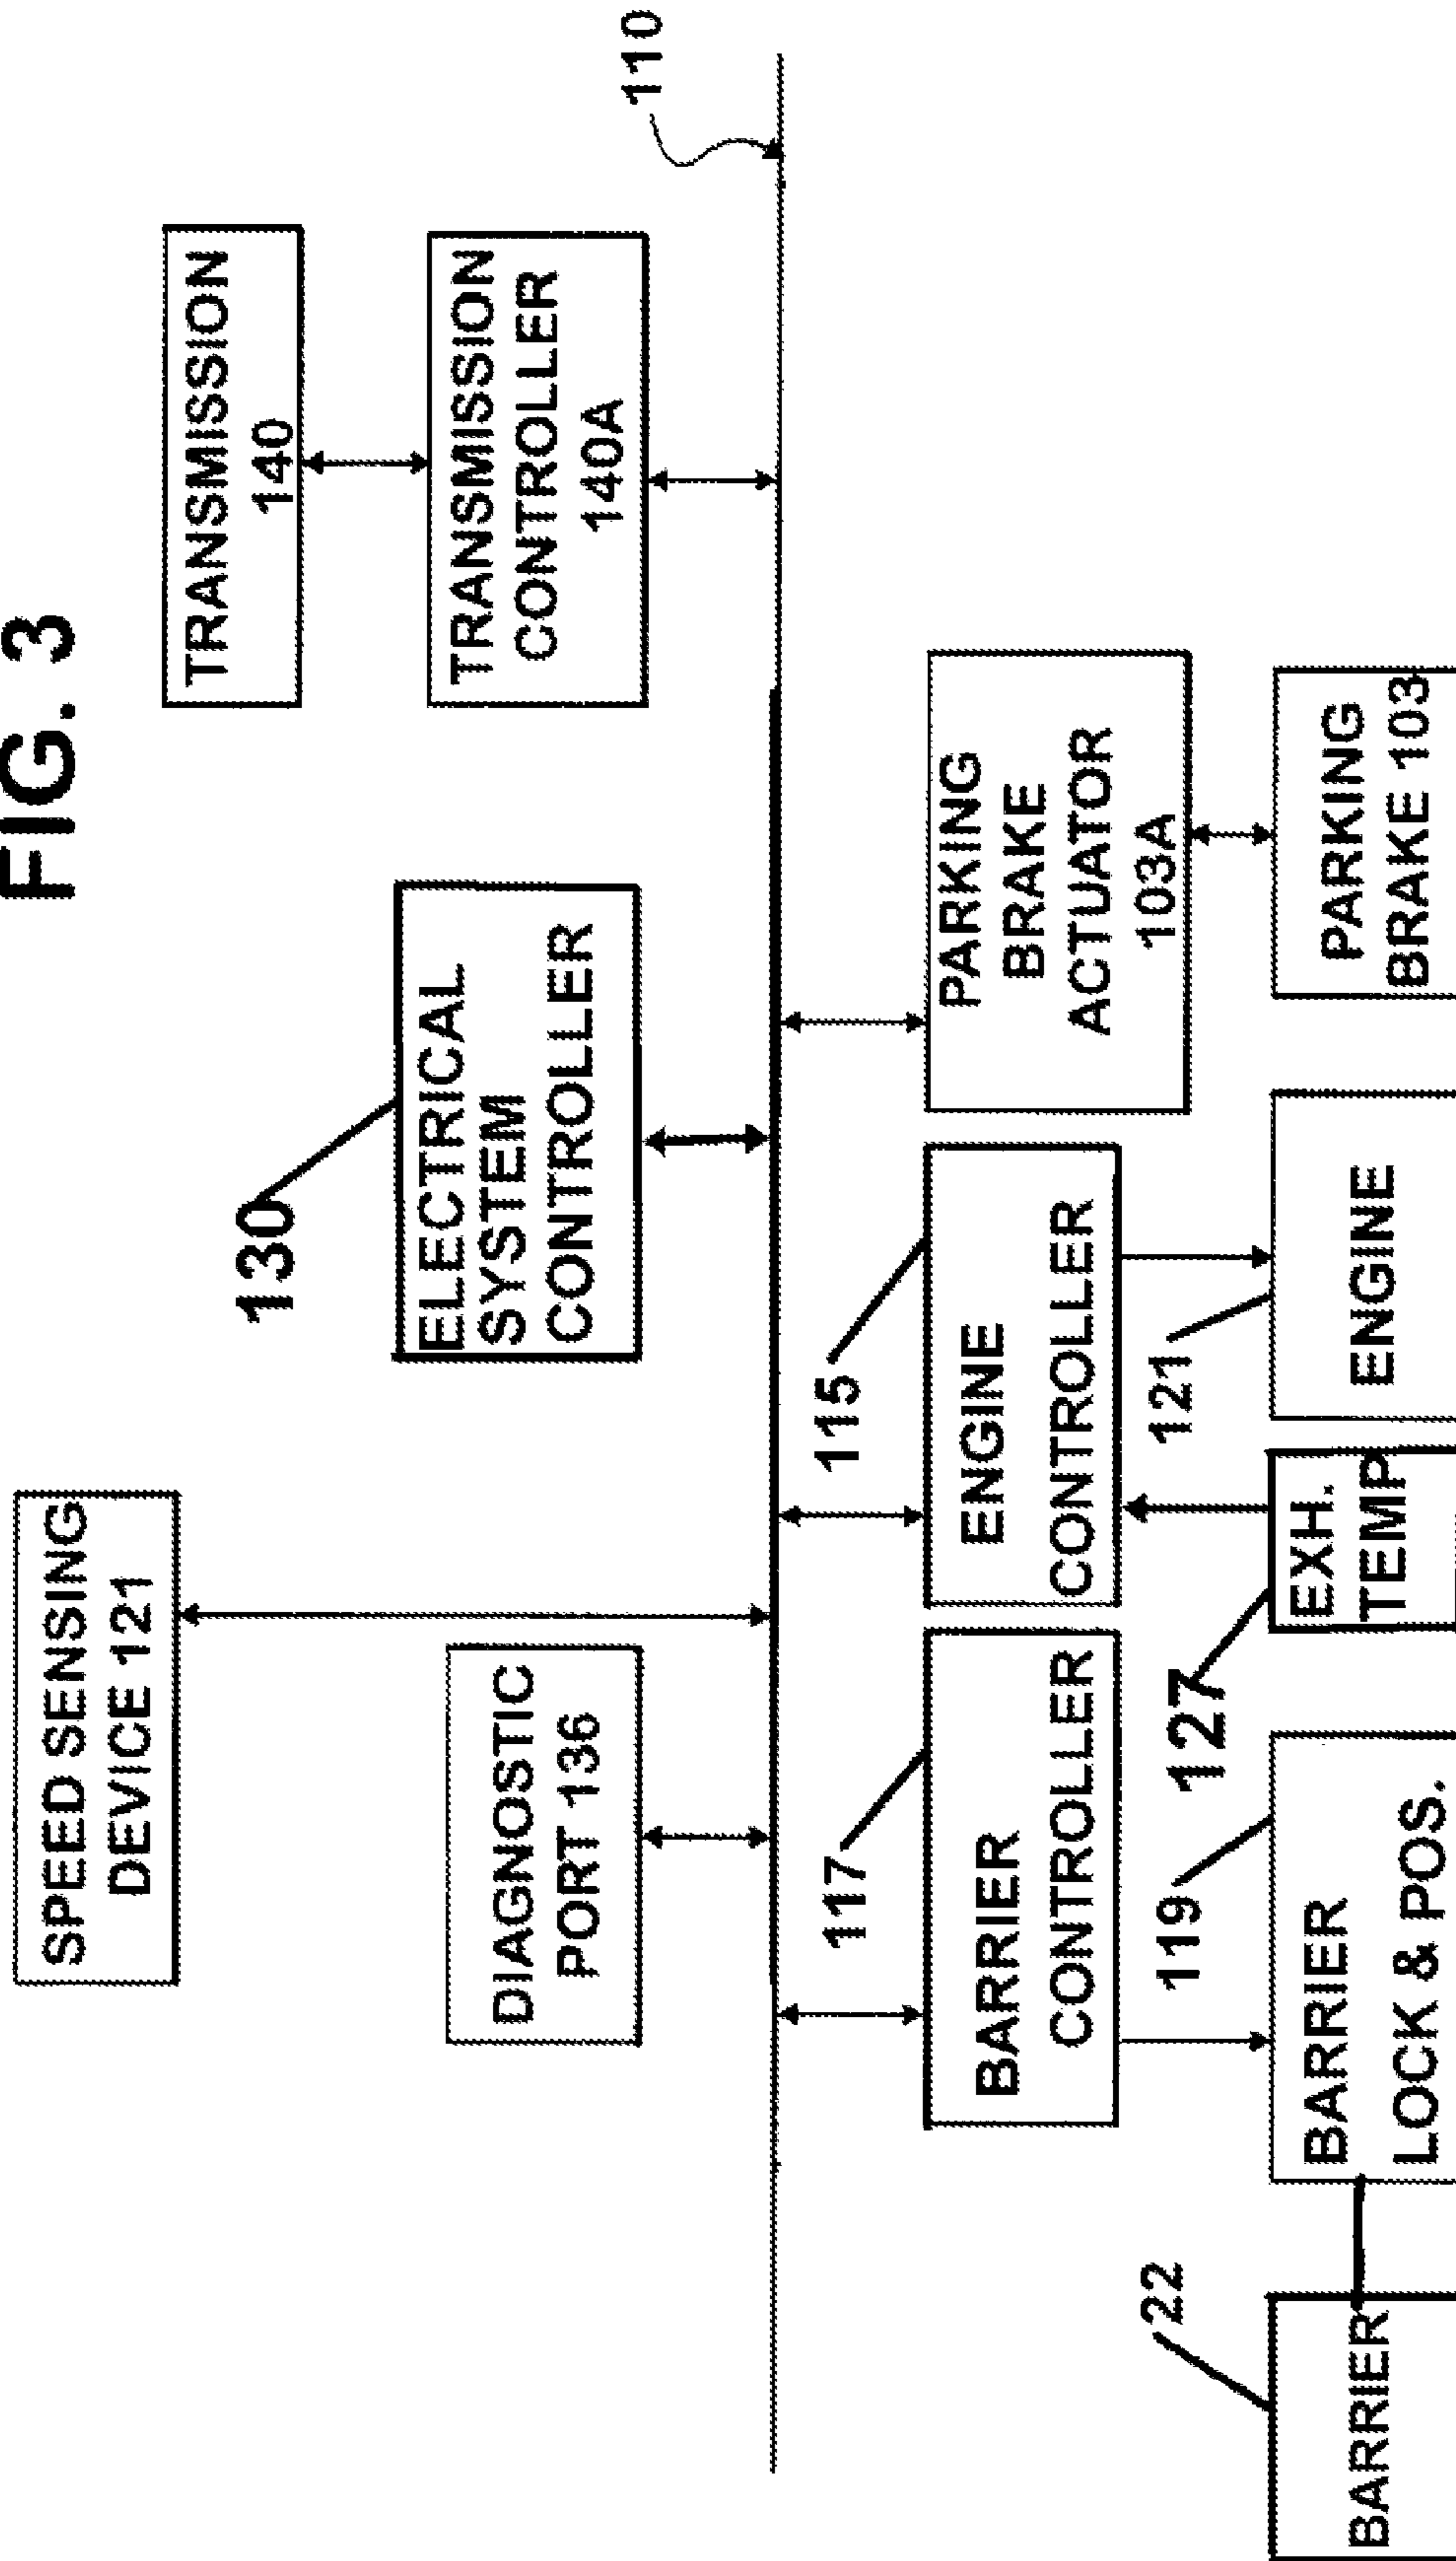 FIG. 3
SPEED SENSING
DEVICE 121
TRANSMISSION
140
130
ELECTRICAL
SYSTEM
CONTROLLER
TRANSMISSION
CONTROLLER
140A
DIAGNOSTIC
PORT 136
110
117
115
BARRIER
CONTROLLER
ENGINE
CONTROLLER
PARKING
BRAKE
ACTUATOR
103A
22
119
127
121
BARRIER
BARRIER
LOCK & POS.
EXH.
TEMP
ENGINE
PARKING
BRAKE 103